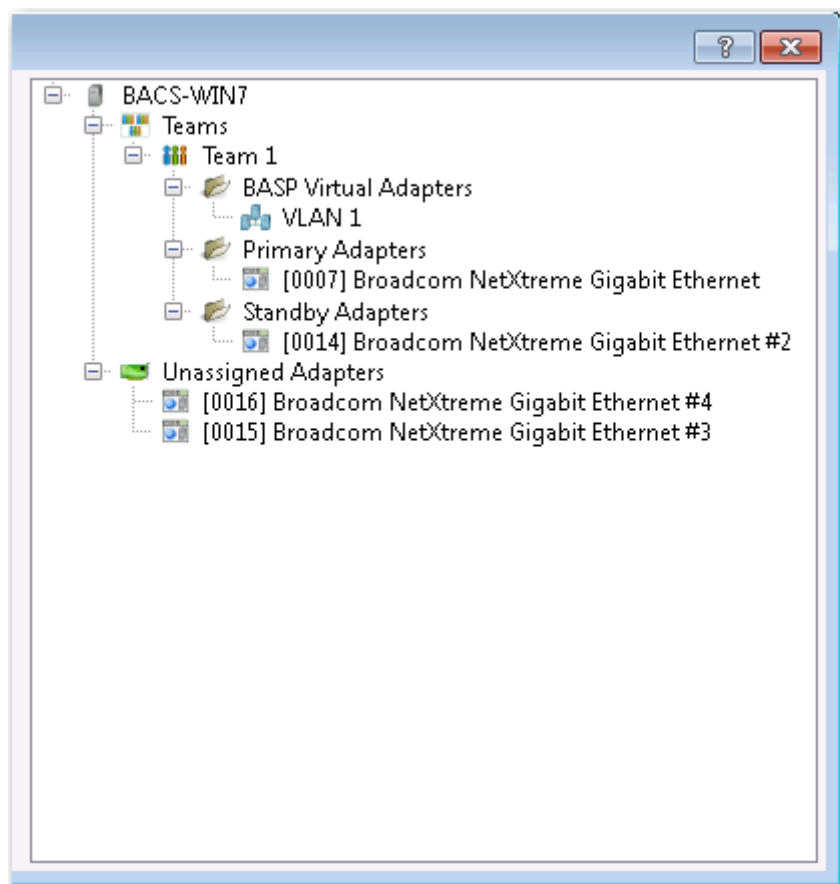 BACS-WIN7
Teams
Team 1
BASP Virtual Adapters
VLAN 1
Primary Adapters
[0007] Broadcom NetXtreme Gigabit Ethernet
Standby Adapters
[0014] Broadcom NetXtreme Gigabit Ethernet #2
Unassigned Adapters
[0016] Broadcom NetXtreme Gigabit Ethernet #4
[0015] Broadcom NetXtreme Gigabit Ethernet #3